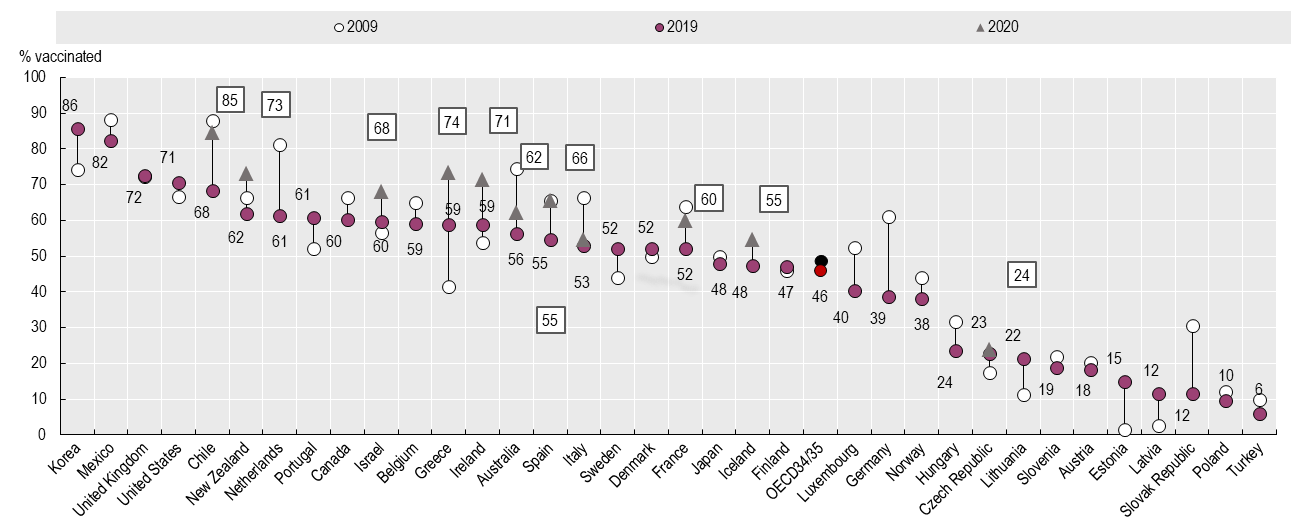 2009 2019 2020
% vaccinated
100
90
80
70
60
50
40
30
20
10
0
86
82
72
71
68
85
62
73
61
61
60
68
60
59
74
59
71
59
62
56
55
55
66
53
52
52
60
52
48
55
48
47
46
40
39
38
24
23
24
22
19
18
15
12
12
10
6
Korea
Mexico
United Kingdom
United States
Chile
New Zealand
Netherlands
Portugal
Canada
Israel
Belgium
Greece
Ireland
Australia
Spain
Italy
Sweden
Denmark
France
Japan
Iceland
Finland
OECD34/35
Luxembourg
Germany
Norway
Hungary
Czech Republic
Lithuania
Slovenia
Austria
Estonia
Latvia
Slovak Republic
Poland
Turkey